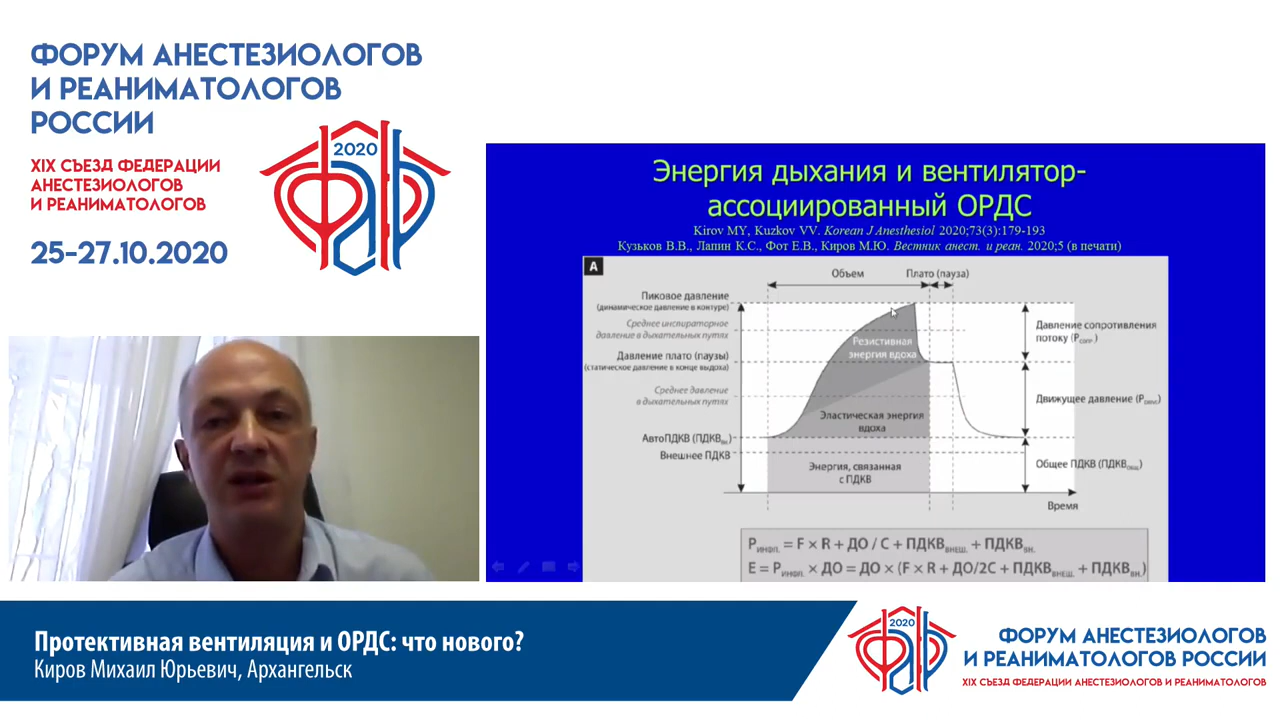 ФОРУМ АНЕСТЕЗИОЛОГОВ
И РЕАНИМАТОЛОГОВ
РОССИИ
XIX СЪЕЗД ФЕДЕРАЦИИ
АНЕСТЕЗИОЛОГОВ
И РЕАНИМАТОЛОГОВ
25-27.10.2020
2020
ФАР
Энергия дыхания и вентилятор-
ассоциированный ОРДС
Kirov MY, Kuzkov VV. Korean J Anesthesiol 2020;73(3):179-193
Кузьков В.В., Лапин К.С., Фот Е.В., Киров М.Ю. Вестник анест. и реан. 2020;5 (в печати)
A
Объем
Плато (пауза)
Пиковое давление
(динамическое давление в контуре)
Среднее инспираторное
давление в дыхательных путях
Давление плато (паузы)
(статическое давление в конце выдоха)
Среднее давление
в дыхательных путях
АвтоПДКВ (ПДКВвн.)
Внешнее ПДКВ
Резистивная
энергия вдоха
Эластическая энергия
вдоха
Энергия, связанная
с ПДКВ
Давление сопротивления
потоку (Pсопр.)
Движущее давление (Pdriv)
Общее ПДКВ (ПДКВобщ)
Время
Pинфл. = F × R + ДО / C + ПДКВвнеш. + ПДКВвн.
E = Pинфл. × ДО = ДО × (F × R + ДО/2C + ПДКВвнеш. + ПДКВвн.)
Протективная вентиляция и ОРДС: что нового?
Киров Михаил Юрьевич, Архангельск
2020
ФАР
ФОРУМ АНЕСТЕЗИОЛОГОВ
И РЕАНИМАТОЛОГОВ РОССИИ
XIX СЪЕЗД ФЕДЕРАЦИИ АНЕСТЕЗИОЛОГОВ И РЕАНИМАТОЛОГОВ